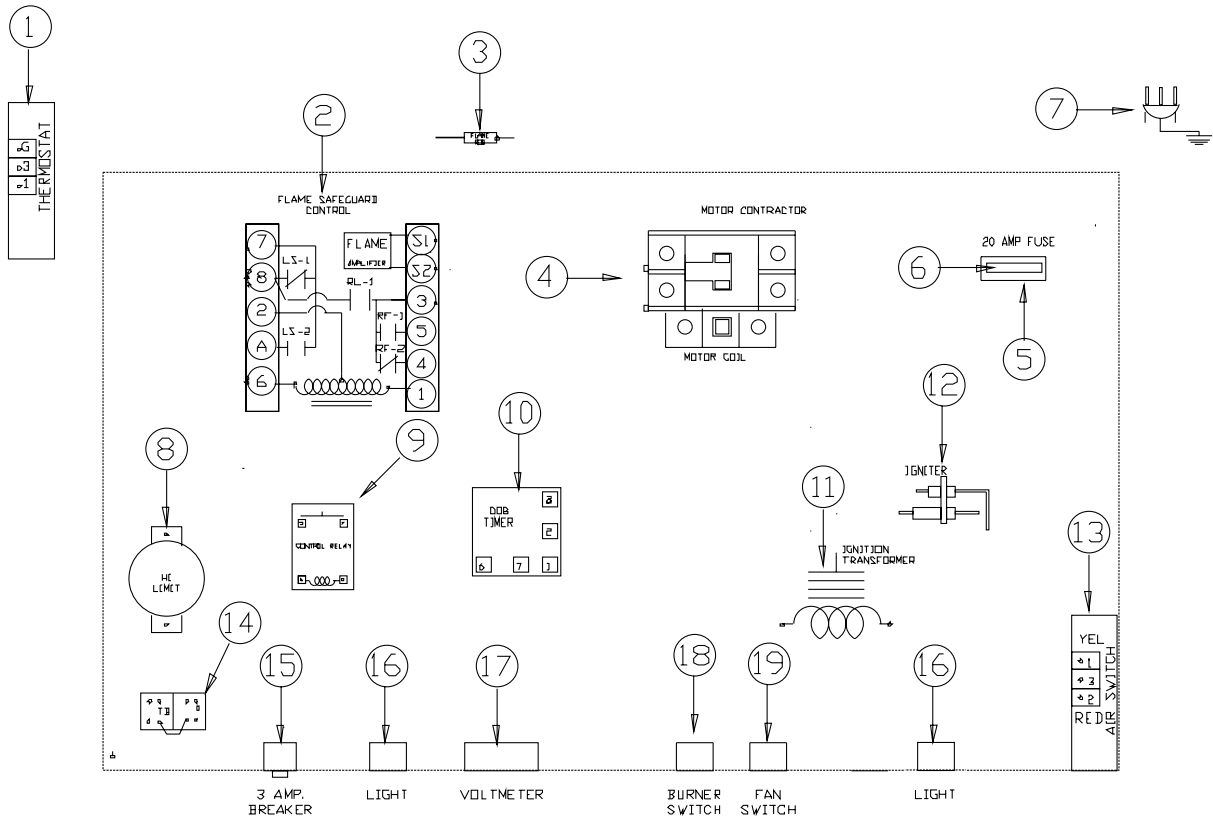 1
3
2
7
THERMOSTAT
G
3
1
FLAME
ROD
FLAME SAFEGUARD
CONTROL
MOTOR CONTRACTOR
20 AMP FUSE
7
8
2
A
6
LS-1
LS-2
RL-1
RF-1
RF-2
FLAME
AMPLIFIER
S1
S2
3
5
4
1
4
MOTOR COIL
6
5
12
IGNITER
8
HI
LIMIT
9
CONTROL RELAY
10
DOB
TIMER
3
2
6
7
1
11
IGNITION
TRANSFORMER
13
YEL
1
3
2
RED
AIR SWITCH
14
TB
15
16
17
18
19
16
3 AMP.
BREAKER
LIGHT
VOLTMETER
BURNER
SWITCH
FAN
SWITCH
LIGHT